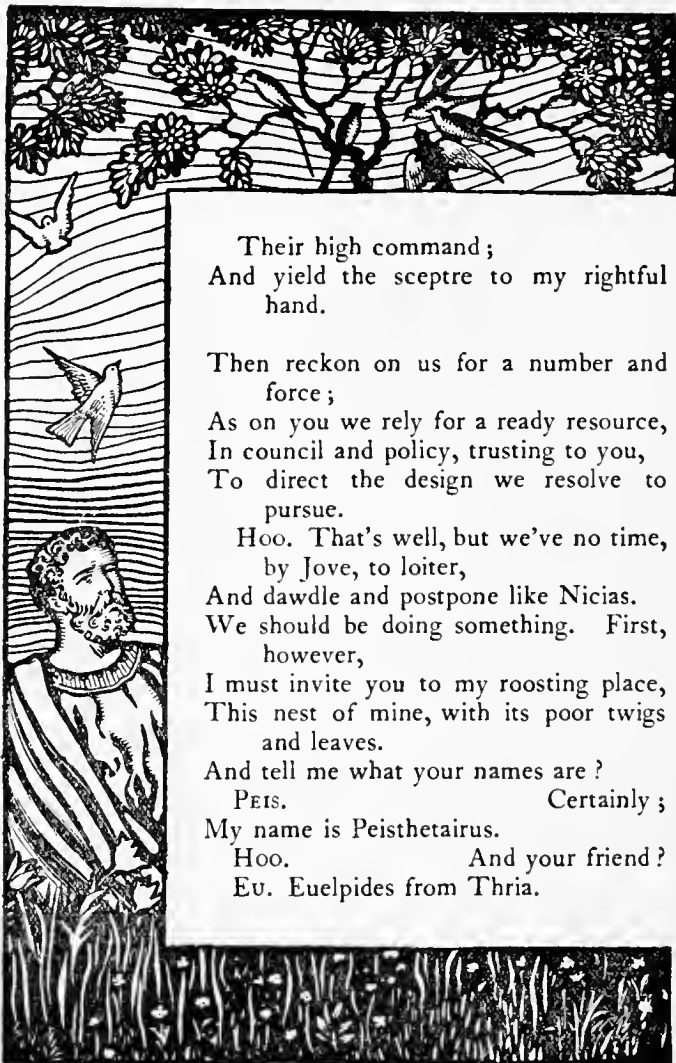 Their high command ;
And yield the sceptre to my rightful
hand.
Then reckon on us for a number and
force ;
As on you we rely for a ready resource,
In council and policy, trusting to you,
To direct the design we resolve to
pursue.
Hoo. That's well, but we've no time,
by Jove, to loiter,
And dawdle and postpone like Nicias.
We should be doing something. First,
however,
I must invite you to my roosting place,
This nest of mine, with its poor twigs
and leaves.
And tell me what your names are ?
Peis. Certainly ;
My name is Peisthetairus.
Hoo. And your friend ?
Eu. Euelpides from Thria.